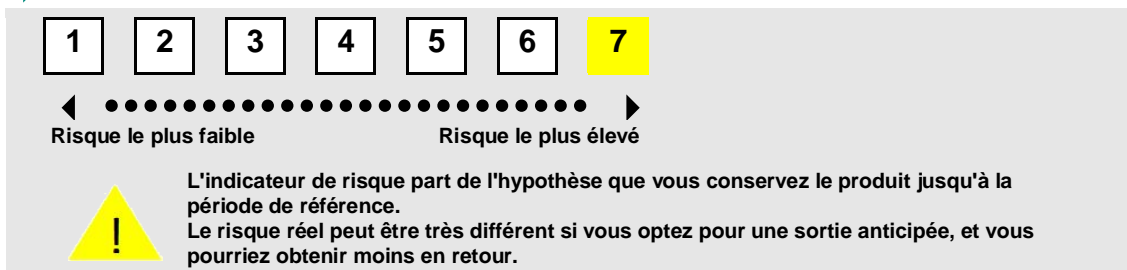 1 2 3 4 5 6 7
Risque le plus faible Risque le plus élevé
L'indicateur de risque part de l'hypothèse que vous conservez le produit jusqu'à la
période de référence.
Le risque réel peut être très différent si vous optez pour une sortie anticipée, et vous
pourriez obtenir moins en retour.
!